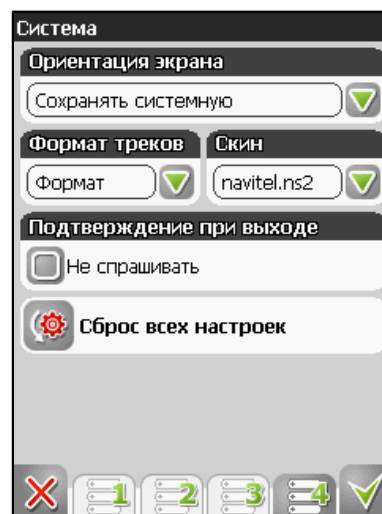 Система
Ориентация экрана
Сохранять системную
Формат треков Скин
Формат navitel.ns2
Подтверждение при выходе
Не спрашивать
Сброс всех настроек
1 2 3 4